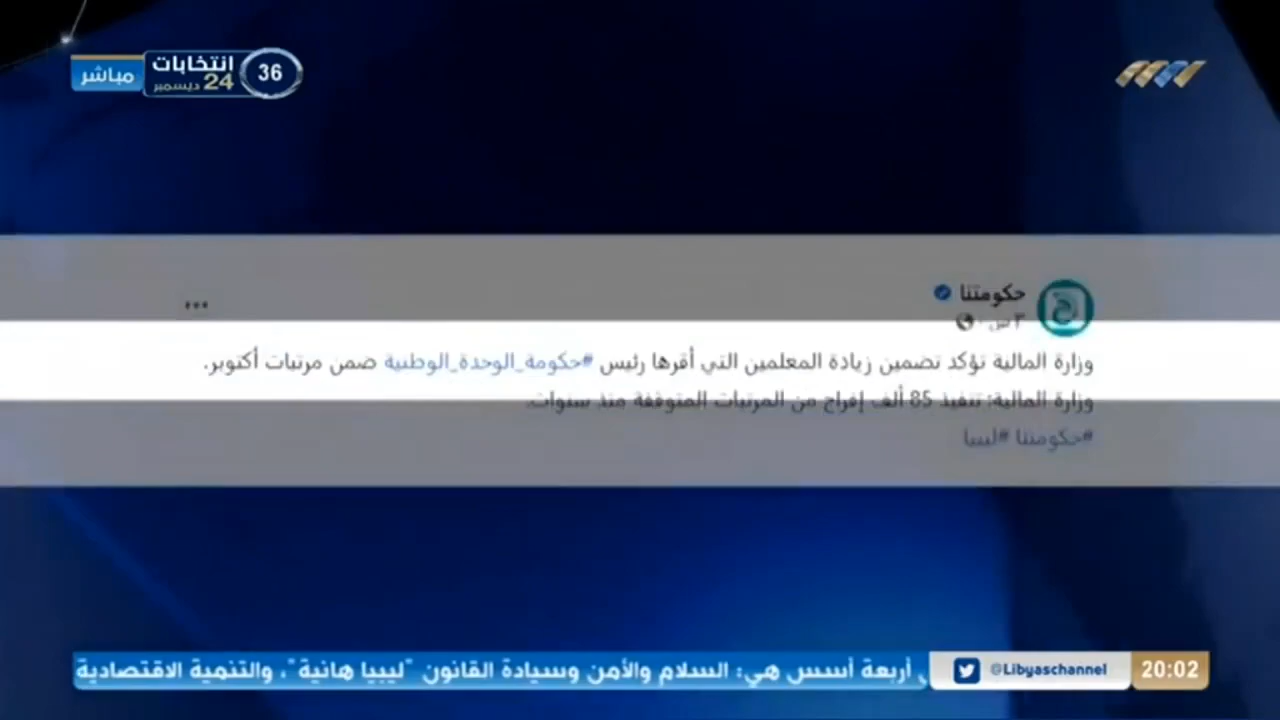 مباشر
انتخابات
24 ديسمبر
36
حكومتنا
٣ س
وزارة المالية تؤكد تضمين زيادة المعلمين التي أقرها رئيس #حكومة_الوحدة_الوطنية ضمن مرتبات أكتوبر.
وزارة المالية: تنفيذ 85 ألف إفراج من المرتبات المتوقفة منذ سنوات.
#حكومتنا #ليبيا
أربعة أسس هي: السلام والأمن وسيادة القانون "ليبيا هانية"، والتنمية الاقتصادية
@Libyaschannel
20:02